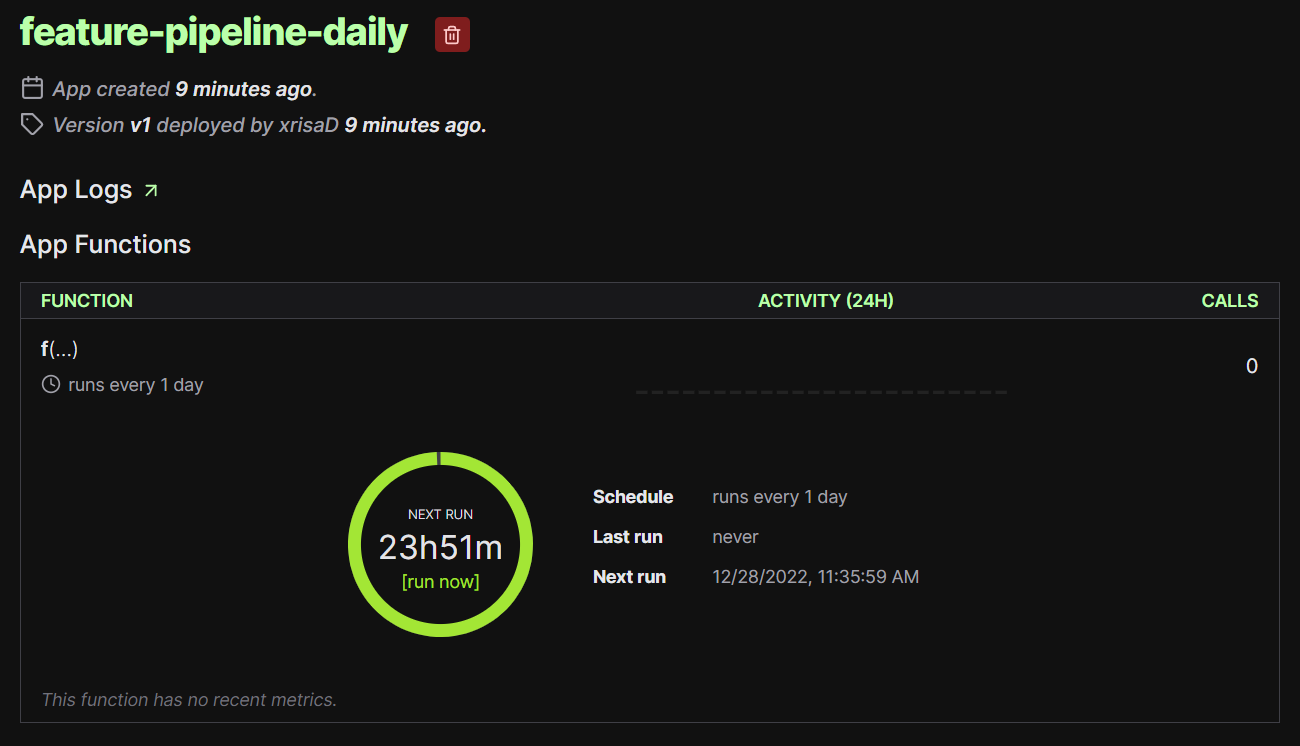 feature-pipeline-daily
App created 9 minutes ago.
Version v1 deployed by xrisaD 9 minutes ago.
App Logs
App Functions
FUNCTION ACTIVITY (24H) CALLS
f(...)
0
runs every 1 day
NEXT RUN
23h51m
[run now]
Schedule runs every 1 day
Last run never
Next run 12/28/2022, 11:35:59 AM
This function has no recent metrics.